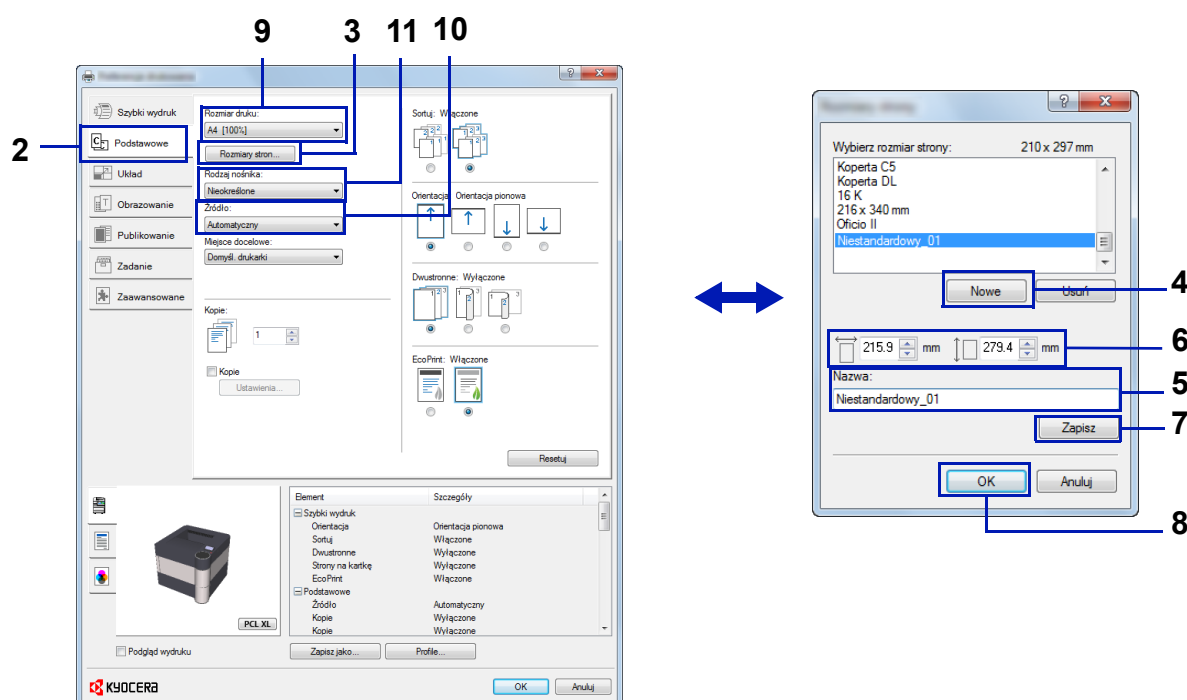 9 3 11 10
Szybki wydruk
2
Podstawowe
Układ
Obrazowanie
Publikowanie
Zadanie
Zaawansowane
Rozmiar druku:
A4 [100%]
Rozmiary stron...
Rodzaj nośnika:
Nieokreślone
Źródło:
Automatyczny
Miejsce docelowe:
Domyśl. drukarki
Kopie:
1
Kopie
Ustawienia...
Sortuj: Włączone
Orientacja: Orientacja pionowa
Dwustronne: Wyłączone
EcoPrint: Włączone
Resetuj
Element Szczegóły
Szybki wydruk
Orientacja Orientacja pionowa
Sortuj Włączone
Dwustronne Wyłączone
Strony na kartkę Wyłączone
EcoPrint Włączone
Podstawowe
Źródło Automatyczny
Kopie Wyłączone
Kopie Wyłączone
PCL XL
Podgląd wydruku
Zapisz jako... Profile...
KYOCERA
OK Anuluj
Wybierz rozmiar strony: 210 x 297 mm
Koperta C5
Koperta DL
16 K
216 x 340 mm
Oficio II
Niestandardowy_01
Nowe Usuń 4
215.9 mm 279.4 mm 6
Nazwa: 5
Niestandardowy_01
Zapisz 7
OK Anuluj
8